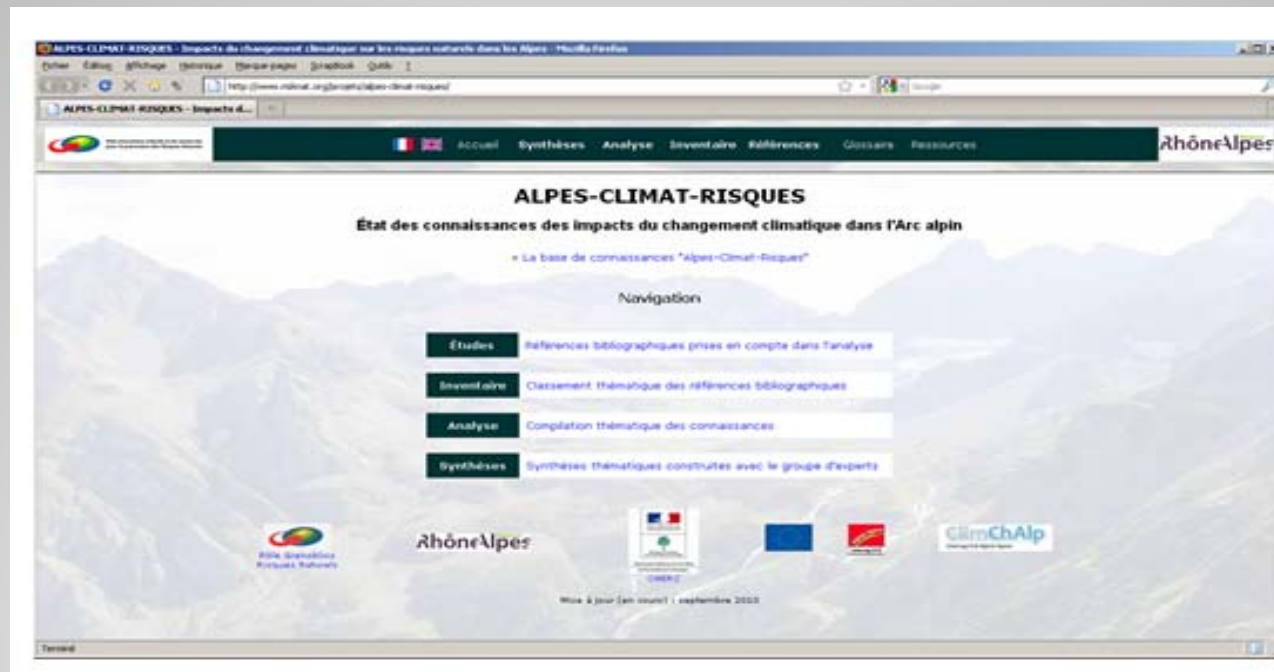 ALPES-CLIMAT-RISQUES - Impacts du changement climatique sur les risques naturels dans les Alpes - Mozilla Firefox
Édition Affichage Historique Marque-pages ScrapBook Outils ?
ALPES-CLIMAT-RISQUES - Impacts d...
Google
Accueil Synthèses Analyse Inventaire Références Glossaire Ressources
RhôneAlpes
ALPES-CLIMAT-RISQUES
État des connaissances des impacts du changement climatique dans l'Arc alpin
» La base de connaissances "Alpes-Climat-Risques"
Navigation
Études Références bibliographiques prises en compte dans l'analyse
Inventaire Classement thématique des références bibliographiques
Analyse Compilation thématique des connaissances
Synthèses Synthèses thématiques construites avec le groupe d'experts
Pôle Grenoblois
Risques Naturels
RhôneAlpes
ClimChAlp
Mise à jour (en cours) : septembre 2010
Terminé